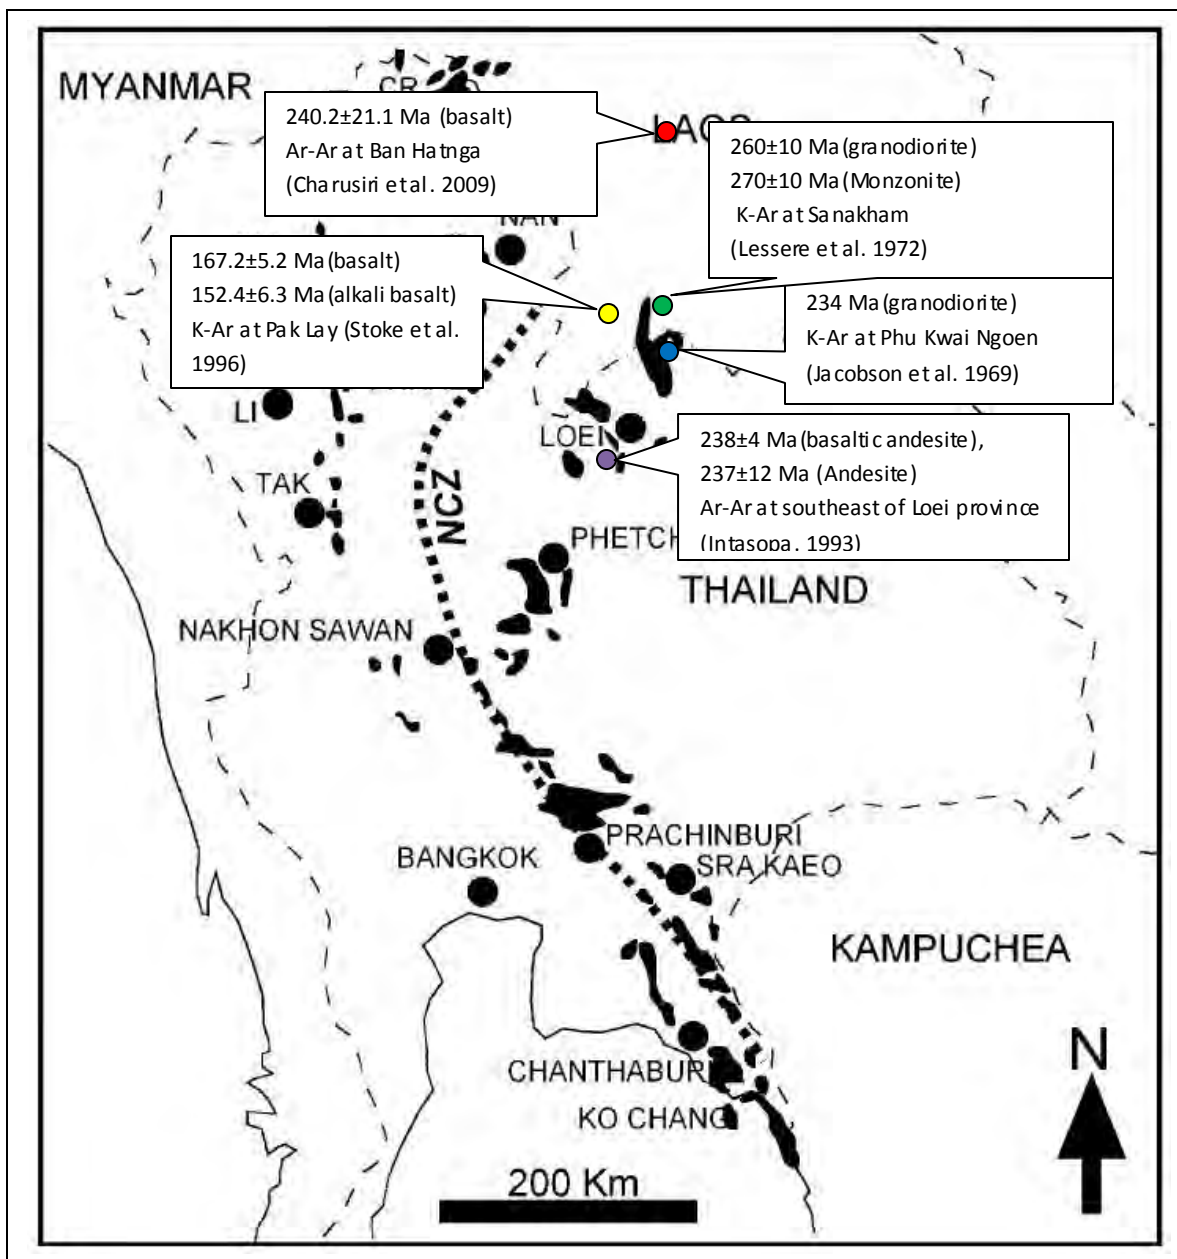 MYANMAR
CR
240.2±21.1 Ma (basalt)
Ar-Ar at Ban Hatnga
(Charusiri et al. 2009)
LAOS
260±10 Ma (granodiorite)
270±10 Ma (Monzonite)
K-Ar at Sanakham
(Lessere et al. 1972)
NAN
167.2±5.2 Ma (basalt)
152.4±6.3 Ma (alkali basalt)
K-Ar at Pak Lay (Stoke et al.
1996)
234 Ma (granodiorite)
K-Ar at Phu Kwai Ngoen
(Jacobson et al. 1969)
LI
LOEI
238±4 Ma (basaltic andesite),
237±12 Ma (Andesite)
Ar-Ar at southeast of Loei province
(Intasopa, 1993)
TAK
NCZ
PHETCH
THAILAND
NAKHON SAWAN
PRACHINBURI
BANGKOK
SRA KAEO
KAMPUCHEA
N
CHANTHABURI
KO CHANG
200 Km